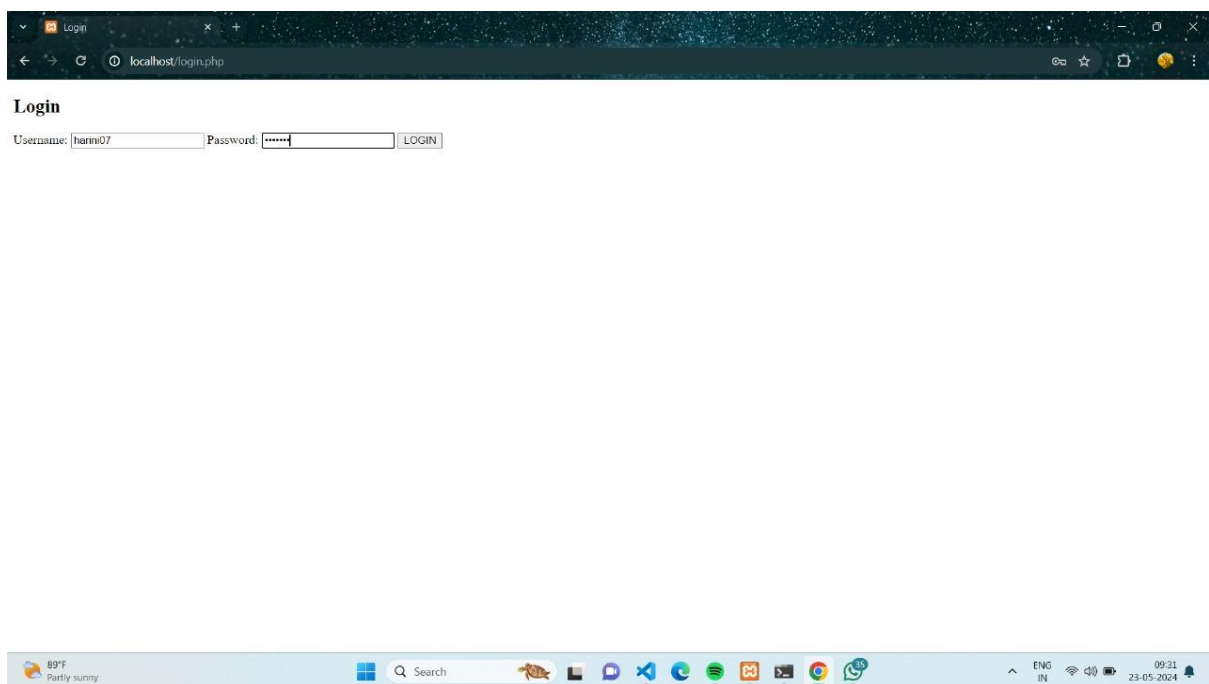 Login
localhost/login.php
Login
Username: harini07 Password: ••••••• LOGIN
89°F
Partly sunny
Search
35
ENG
IN
09:31
23-05-2024